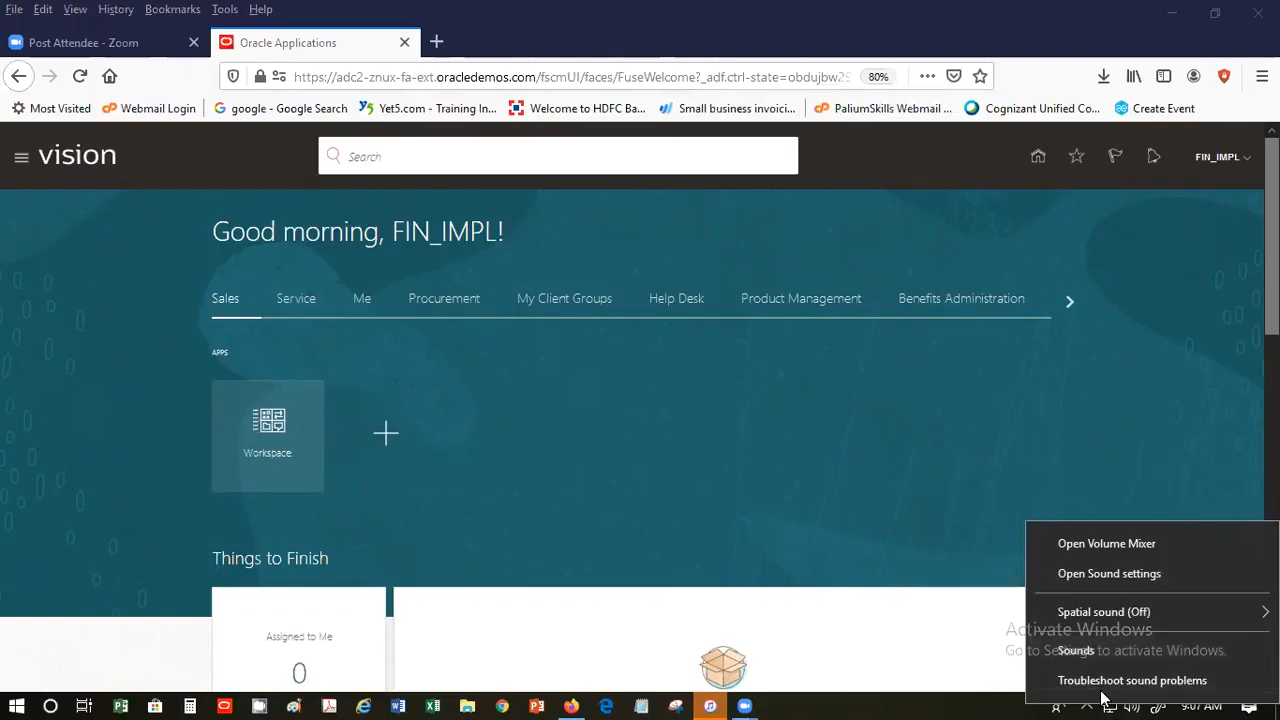 File Edit View History Bookmarks Tools Help
Post Attendee - Zoom
Oracle Applications
https://adc2-znux-fa-ext.oracledemos.com/fscmUI/faces/FuseWelcome?_adf.ctrl-state=obdujbw2S
80%
Most Visited
Webmail Login
google - Google Search
Yet5.com - Training In...
Welcome to HDFC Ba...
Small business invoici...
PaliumSkills Webmail ...
Cognizant Unified Co...
Create Event
vision
Search
FIN_IMPL
Good morning, FIN_IMPL!
Sales
Service
Me
Procurement
My Client Groups
Help Desk
Product Management
Benefits Administration
APPS
Workspace
Things to Finish
Assigned to Me
0
Open Volume Mixer
Open Sound settings
Spatial sound (Off)
Activate Windows
Go to Settings to activate Windows.
Sounds
Troubleshoot sound problems
9:07 AM